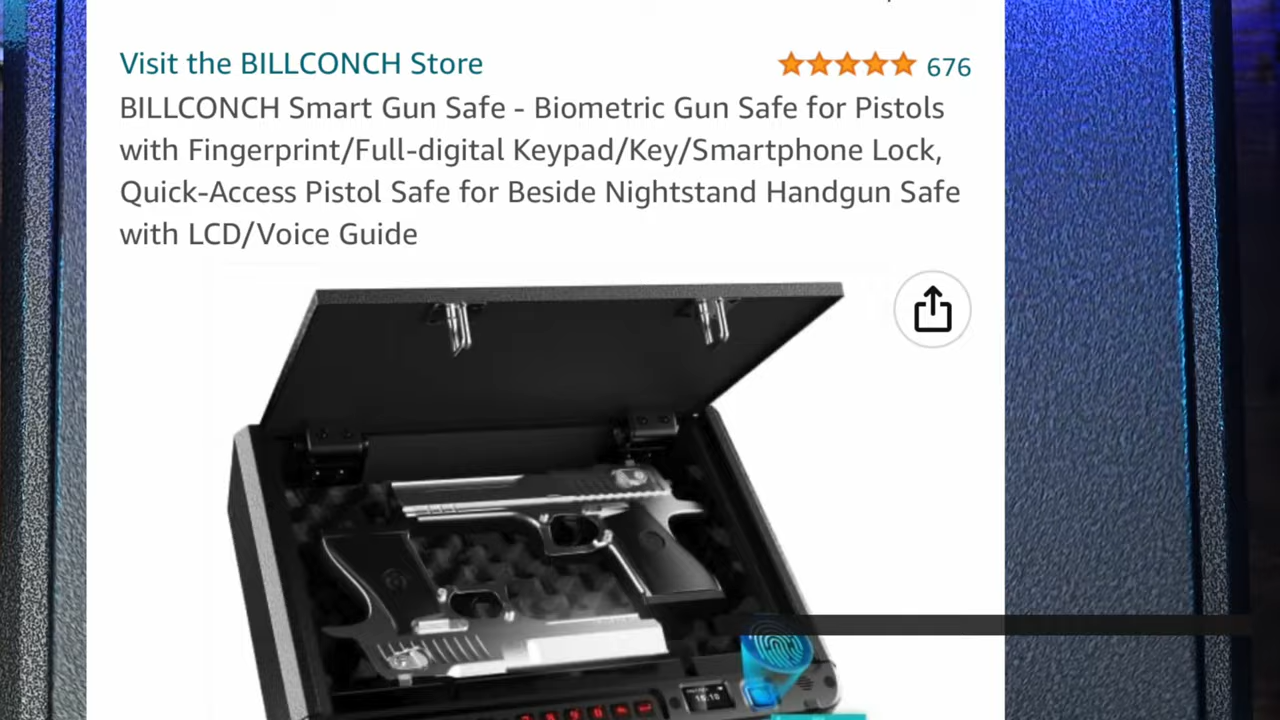 Visit the BILLCONCH Store
676
BILLCONCH Smart Gun Safe - Biometric Gun Safe for Pistols
with Fingerprint/Full-digital Keypad/Key/Smartphone Lock,
Quick-Access Pistol Safe for Beside Nightstand Handgun Safe
with LCD/Voice Guide